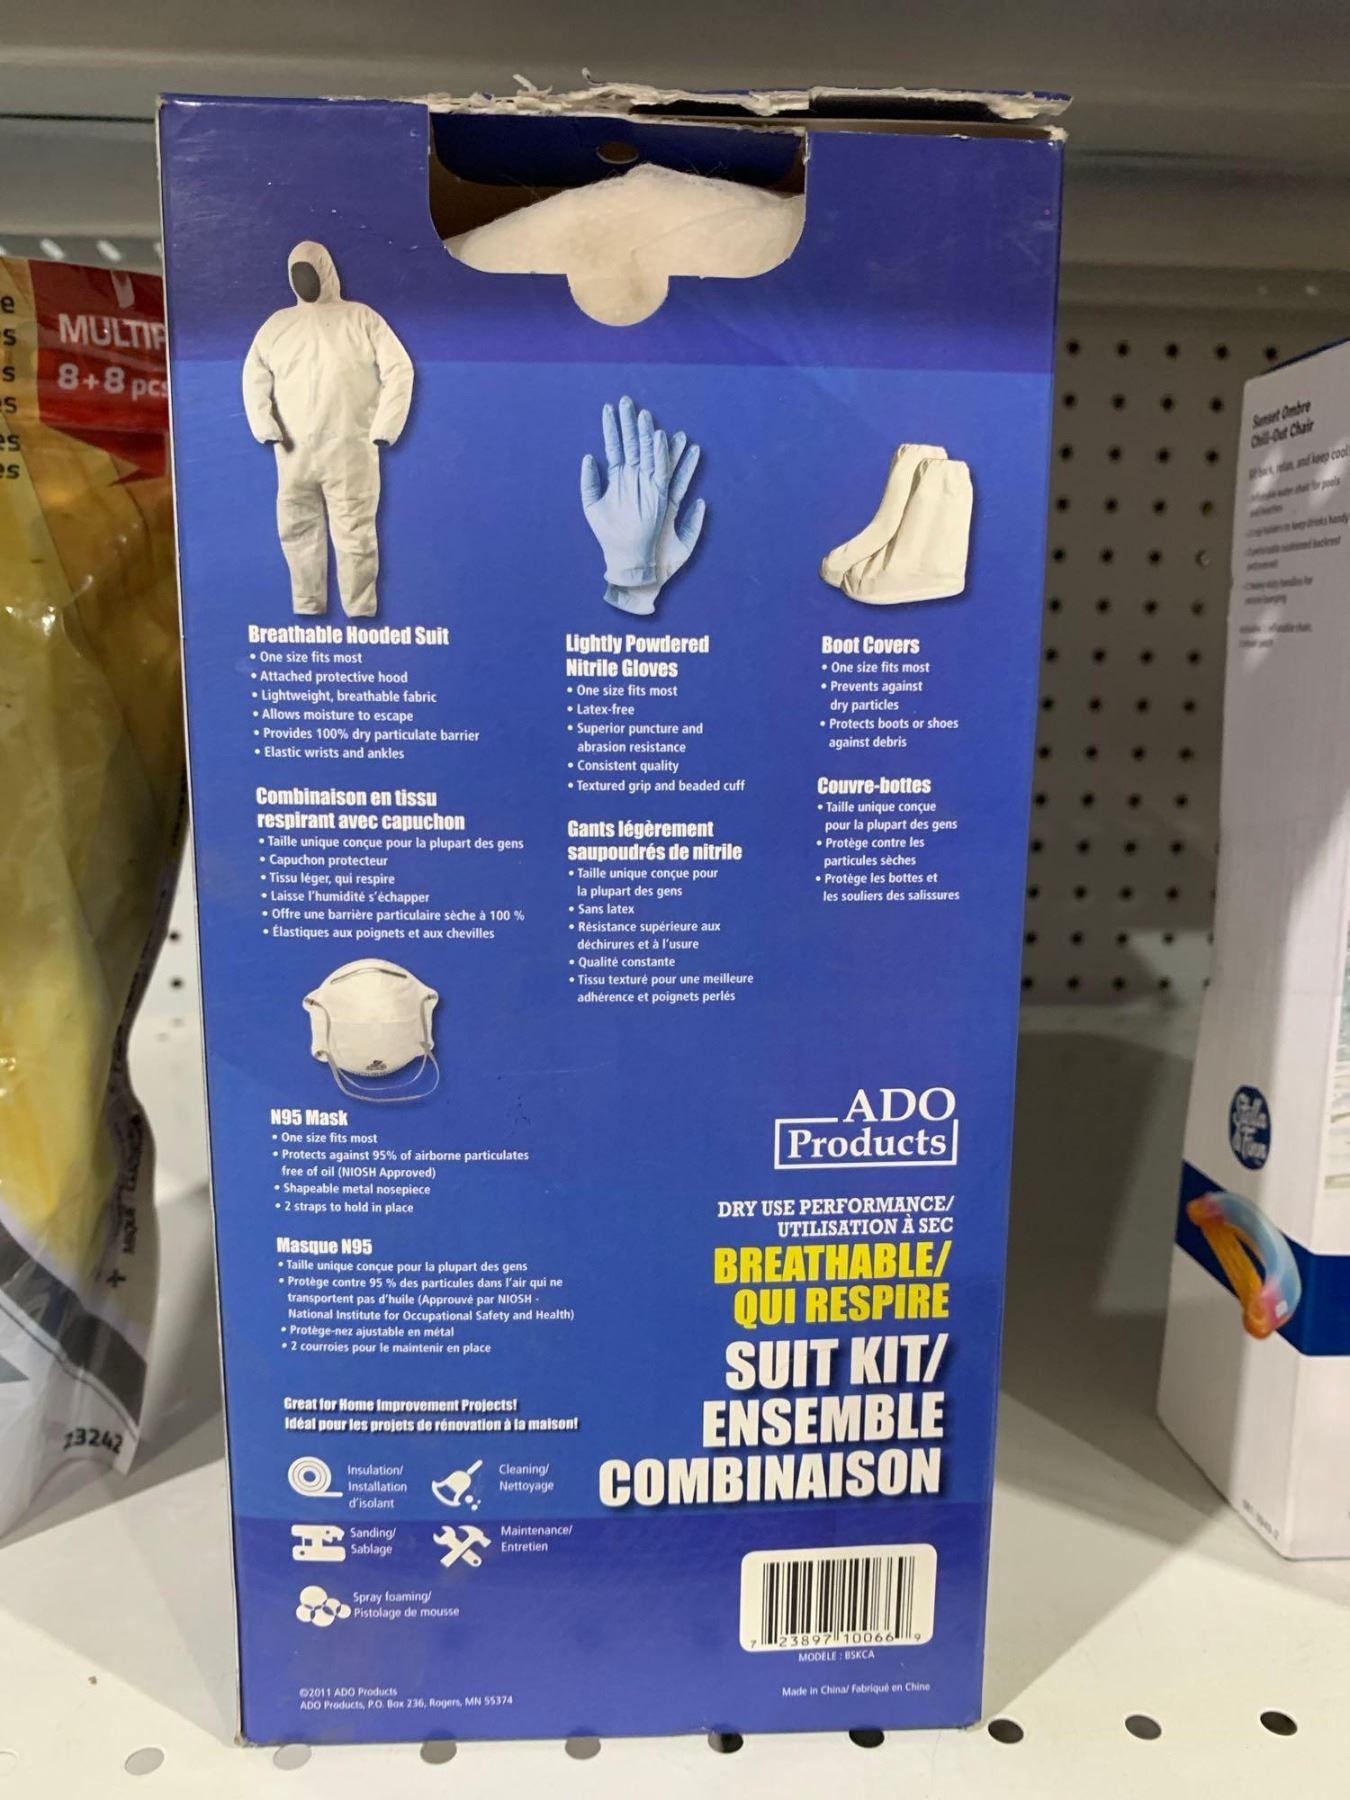 MULTIP
8+8 pcs
Breathable Hooded Suit
• One size fits most
• Attached protective hood
• Lightweight, breathable fabric
• Allows moisture to escape
• Provides 100% dry particulate barrier
• Elastic wrists and ankles
Combinaison en tissu
respirant avec capuchon
• Taille unique conçue pour la plupart des gens
• Capuchon protecteur
• Tissu léger, qui respire
• Laisse l'humidité s'échapper
• Offre une barrière particulaire sèche à 100 %
• Élastiques aux poignets et aux chevilles
Lightly Powdered
Nitrile Gloves
• One size fits most
• Latex-free
• Superior puncture and
abrasion resistance
• Consistent quality
• Textured grip and beaded cuff
Gants légèrement
saupoudrés de nitrile
• Taille unique conçue pour
la plupart des gens
• Sans latex
• Résistance supérieure aux
déchirures et à l'usure
• Qualité constante
• Tissu texturé pour une meilleure
adhérence et poignets perlés
Boot Covers
• One size fits most
• Prevents against
dry particles
• Protects boots or shoes
against debris
Couvre-bottes
• Taille unique conçue
pour la plupart des gens
• Protège contre les
particules sèches
• Protège les bottes et
les souliers des salissures
N95 Mask
• One size fits most
• Protects against 95% of airborne particulates
free of oil (NIOSH Approved)
• Shapeable metal nosepiece
• 2 straps to hold in place
Masque N95
• Taille unique conçue pour la plupart des gens
• Protège contre 95 % des particules dans l'air qui ne
transportent pas d'huile (Approuvé par NIOSH -
National Institute for Occupational Safety and Health)
• Protège-nez ajustable en métal
• 2 courroies pour le maintenir en place
Great for Home Improvement Projects!
Idéal pour les projets de rénovation à la maison!
Insulation/
Installation
d'isolant
Cleaning/
Nettoyage
Sanding/
Sablage
Maintenance/
Entretien
Spray foaming/
Pistolage de mousse
©2011 ADO Products
ADO Products, P.O. Box 236, Rogers, MN 55374
ADO
Products
DRY USE PERFORMANCE/
UTILISATION À SEC
BREATHABLE/
QUI RESPIRE
SUIT KIT/
ENSEMBLE
COMBINAISON
7 23897 10066 9
MODELE : BSKCA
Made in China/ Fabriqué en Chine
23242
Sunset Ombre
Chill-Out Chair